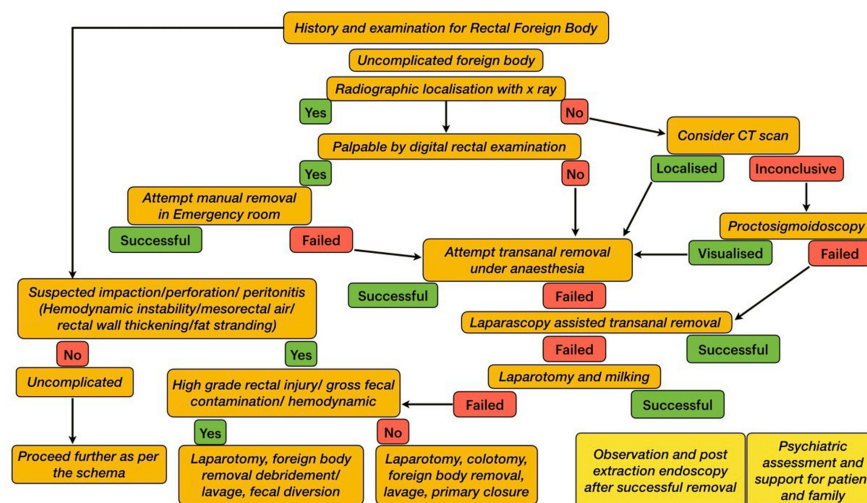 History and examination for Rectal Foreign Body
Uncomplicated foreign body
Radiographic localisation with x ray
Yes
No
Consider CT scan
Palpable by digital rectal examination
Yes
No
Localised
Inconclusive
Attempt manual removal
in Emergency room
Successful
Failed
Attempt transanal removal
under anaesthesia
Proctosigmoidoscopy
Visualised
Failed
Successful
Failed
Suspected impaction/perforation/ peritonitis
(Hemodynamic instability/mesorectal air/
rectal wall thickening/fat stranding)
Laparascopy assisted transanal removal
No
Yes
Failed
Successful
Uncomplicated
High grade rectal injury/ gross fecal
contamination/ hemodynamic
Laparotomy and milking
Failed
Successful
Yes
No
Proceed further as per
the schema
Laparotomy, foreign body
removal debridement/
lavage, fecal diversion
Laparotomy, colotomy,
foreign body removal,
lavage, primary closure
Observation and post
extraction endoscopy
after successful removal
Psychiatric
assessment and
support for patient
and family